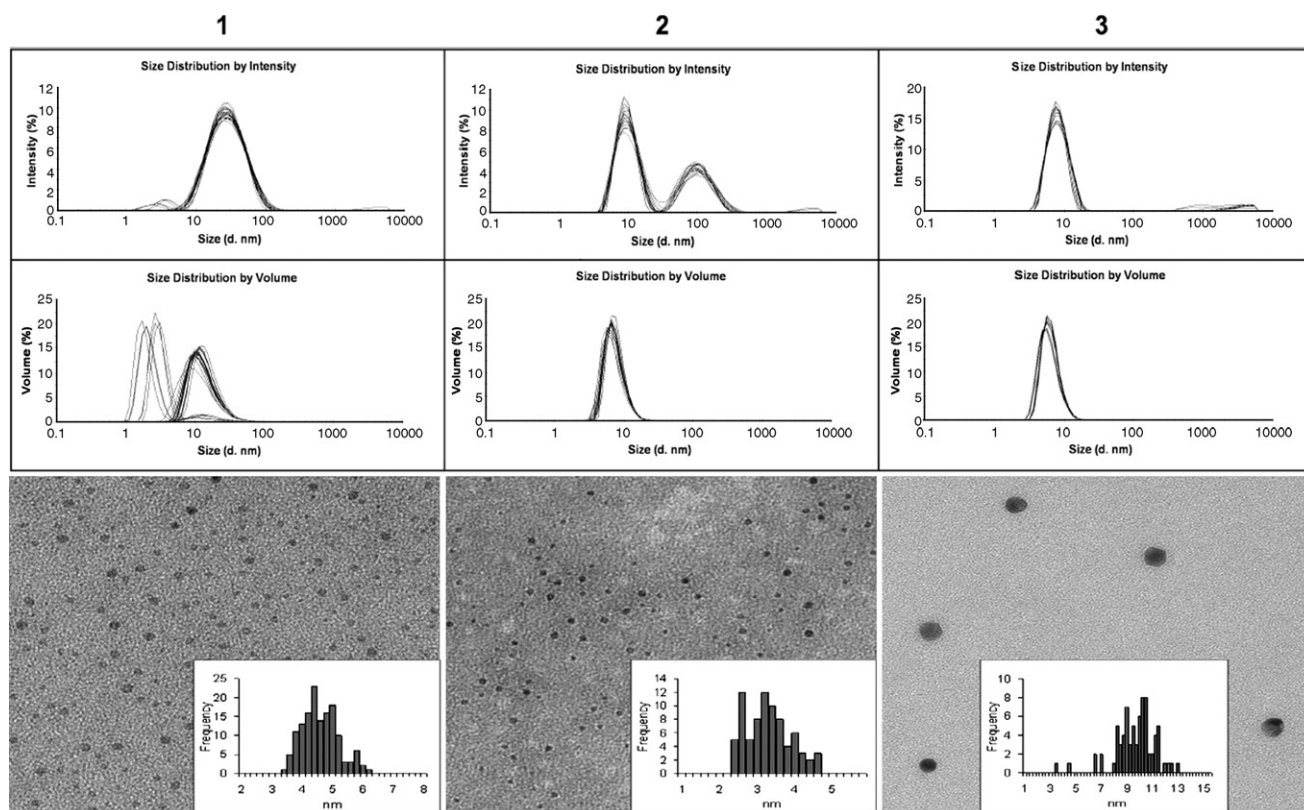 1 2 3
Size Distribution by Intensity
12
10
8
6
4
2
0
Intensity (%)
0.1 1 10 100 1000 10000
Size (d. nm)
Size Distribution by Intensity
12
10
8
6
4
2
0
Intensity (%)
0.1 1 10 100 1000 10000
Size (d. nm)
Size Distribution by Intensity
20
15
10
5
0
Intensity (%)
0.1 1 10 100 1000 10000
Size (d. nm)
Size Distribution by Volume
25
20
15
10
5
0
Volume (%)
0.1 1 10 100 1000 10000
Size (d. nm)
Size Distribution by Volume
25
20
15
10
5
0
Volume (%)
0.1 1 10 100 1000 10000
Size (d. nm)
Size Distribution by Volume
25
20
15
10
5
0
Volume (%)
0.1 1 10 100 1000 10000
Size (d. nm)
25
20
15
10
5
0
Frequency
2 3 4 5 6 7 8
nm
14
12
10
8
6
4
2
0
Frequency
1 2 3 4 5
nm
10
8
6
4
2
0
Frequency
1 3 5 7 9 11 13 15
nm